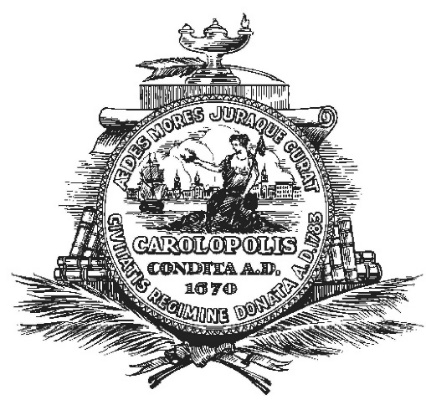 ÆDES MORES JURAQUE CURAT
CAROLOPOLIS
CONDITA A.D.
1670
CIVITATIS REGIMINE DONATA A.D. 1783